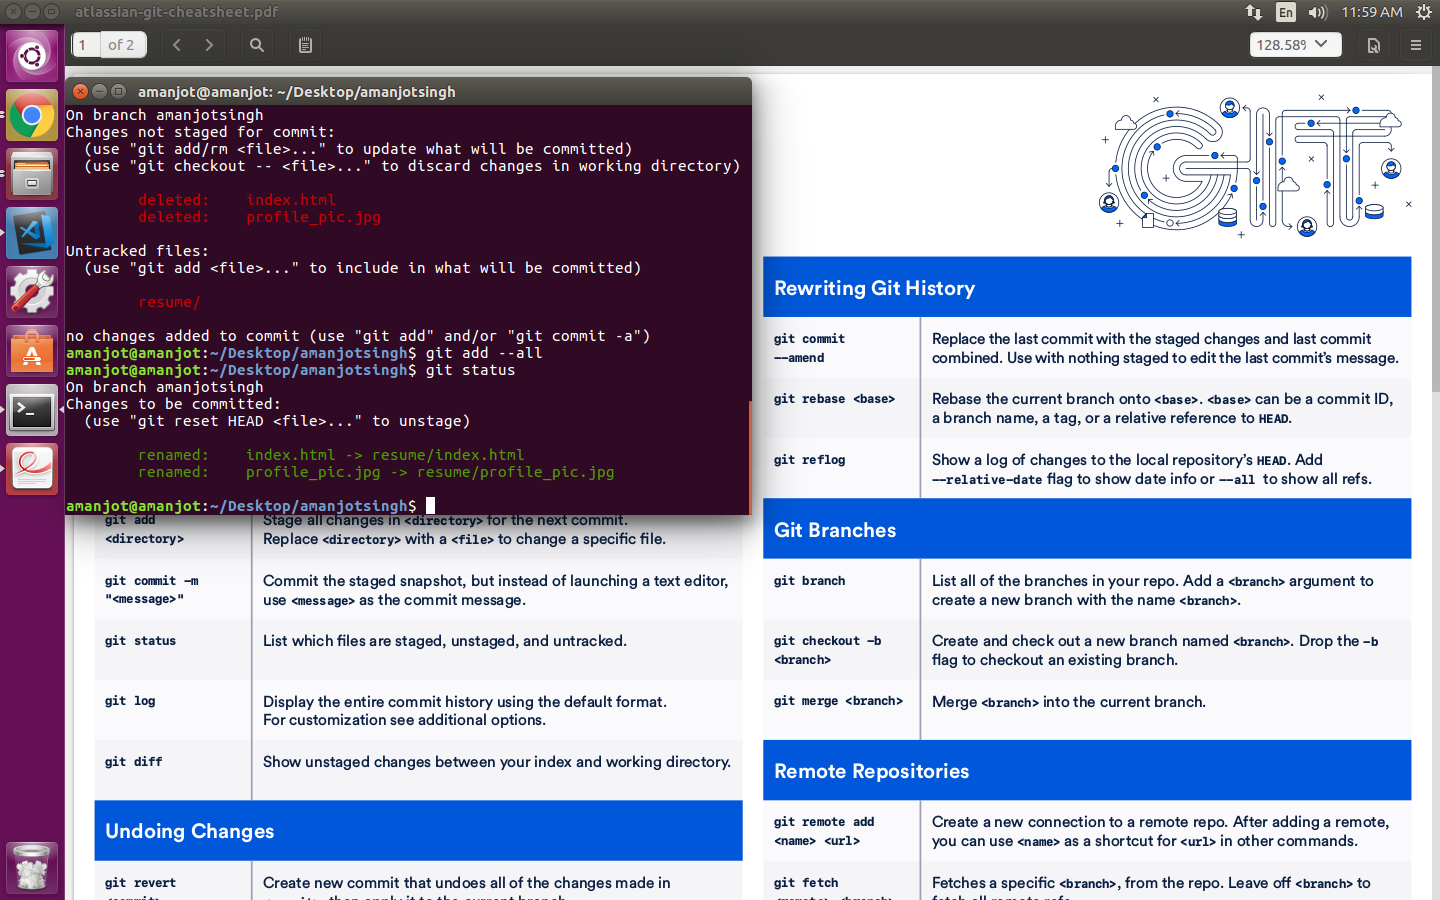 atlassian-git-cheatsheet.pdf
En
11:59 AM
1 of 2
128.58%
amanjot@amanjot: ~/Desktop/amanjotsingh
On branch amanjotsingh
Changes not staged for commit:
(use "git add/rm <file>..." to update what will be committed)
(use "git checkout -- <file>..." to discard changes in working directory)
deleted: index.html
deleted: profile_pic.jpg
Untracked files:
(use "git add <file>..." to include in what will be committed)
resume/
no changes added to commit (use "git add" and/or "git commit -a")
amanjot@amanjot:~/Desktop/amanjotsingh$ git add --all
amanjot@amanjot:~/Desktop/amanjotsingh$ git status
On branch amanjotsingh
Changes to be committed:
(use "git reset HEAD <file>..." to unstage)
renamed: index.html -> resume/index.html
renamed: profile_pic.jpg -> resume/profile_pic.jpg
amanjot@amanjot:~/Desktop/amanjotsingh$
git add
<directory>
Stage all changes in <directory> for the next commit.
Replace <directory> with a <file> to change a specific file.
git commit -m
"<message>"
Commit the staged snapshot, but instead of launching a text editor,
use <message> as the commit message.
git status
List which files are staged, unstaged, and untracked.
git log
Display the entire commit history using the default format.
For customization see additional options.
git diff
Show unstaged changes between your index and working directory.
Undoing Changes
git revert
Create new commit that undoes all of the changes made in
GIT
Rewriting Git History
git commit
--amend
Replace the last commit with the staged changes and last commit
combined. Use with nothing staged to edit the last commit's message.
git rebase <base>
Rebase the current branch onto <base>. <base> can be a commit ID,
a branch name, a tag, or a relative reference to HEAD.
git reflog
Show a log of changes to the local repository's HEAD. Add
--relative-date flag to show date info or --all to show all refs.
Git Branches
git branch
List all of the branches in your repo. Add a <branch> argument to
create a new branch with the name <branch>.
git checkout -b
<branch>
Create and check out a new branch named <branch>. Drop the -b
flag to checkout an existing branch.
git merge <branch>
Merge <branch> into the current branch.
Remote Repositories
git remote add
<name> <url>
Create a new connection to a remote repo. After adding a remote,
you can use <name> as a shortcut for <url> in other commands.
git fetch
Fetches a specific <branch>, from the repo. Leave off <branch> to